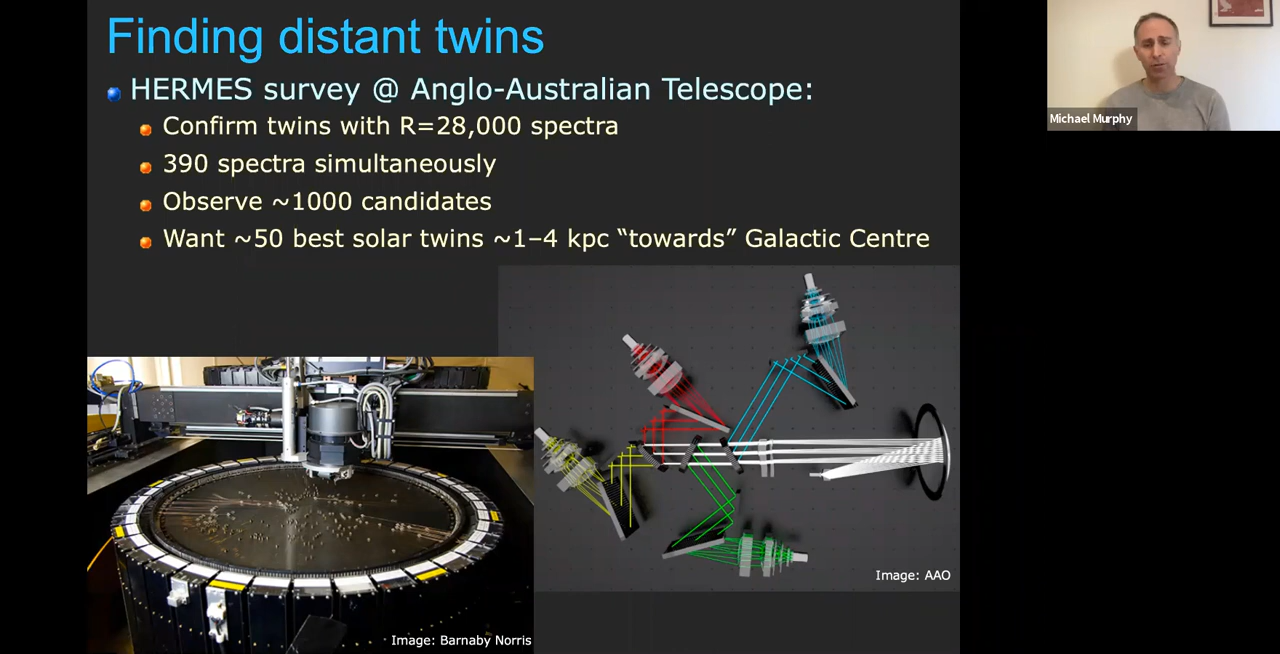 Finding distant twins
HERMES survey @ Anglo-Australian Telescope:
Confirm twins with R=28,000 spectra
390 spectra simultaneously
Observe ~1000 candidates
Want ~50 best solar twins ~1–4 kpc “towards” Galactic Centre
Image: AAO
Image: Barnaby Norris
Michael Murphy